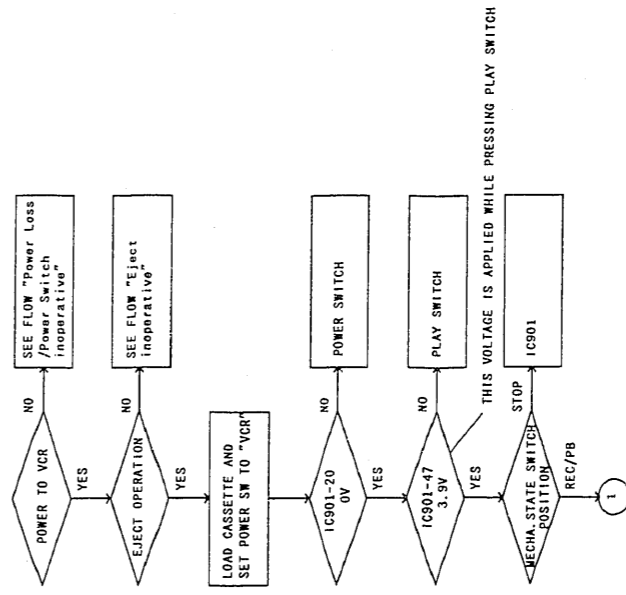 POWER TO VCR
NO
SEE FLOW "Power Loss
/Power Switch
inoperative"
YES
EJECT OPERATION
NO
SEE FLOW "Eject
inoperative"
YES
LOAD CASSETTE AND
SET POWER SW TO "VCR"
IC901-20
0V
NO
POWER SWITCH
YES
IC901-47
3.9V
NO
PLAY SWITCH
THIS VOLTAGE IS APPLIED WHILE PRESSING PLAY SWITCH
YES
MECHA.STATE SWITCH
POSITION
STOP
IC901
REC/PB
1